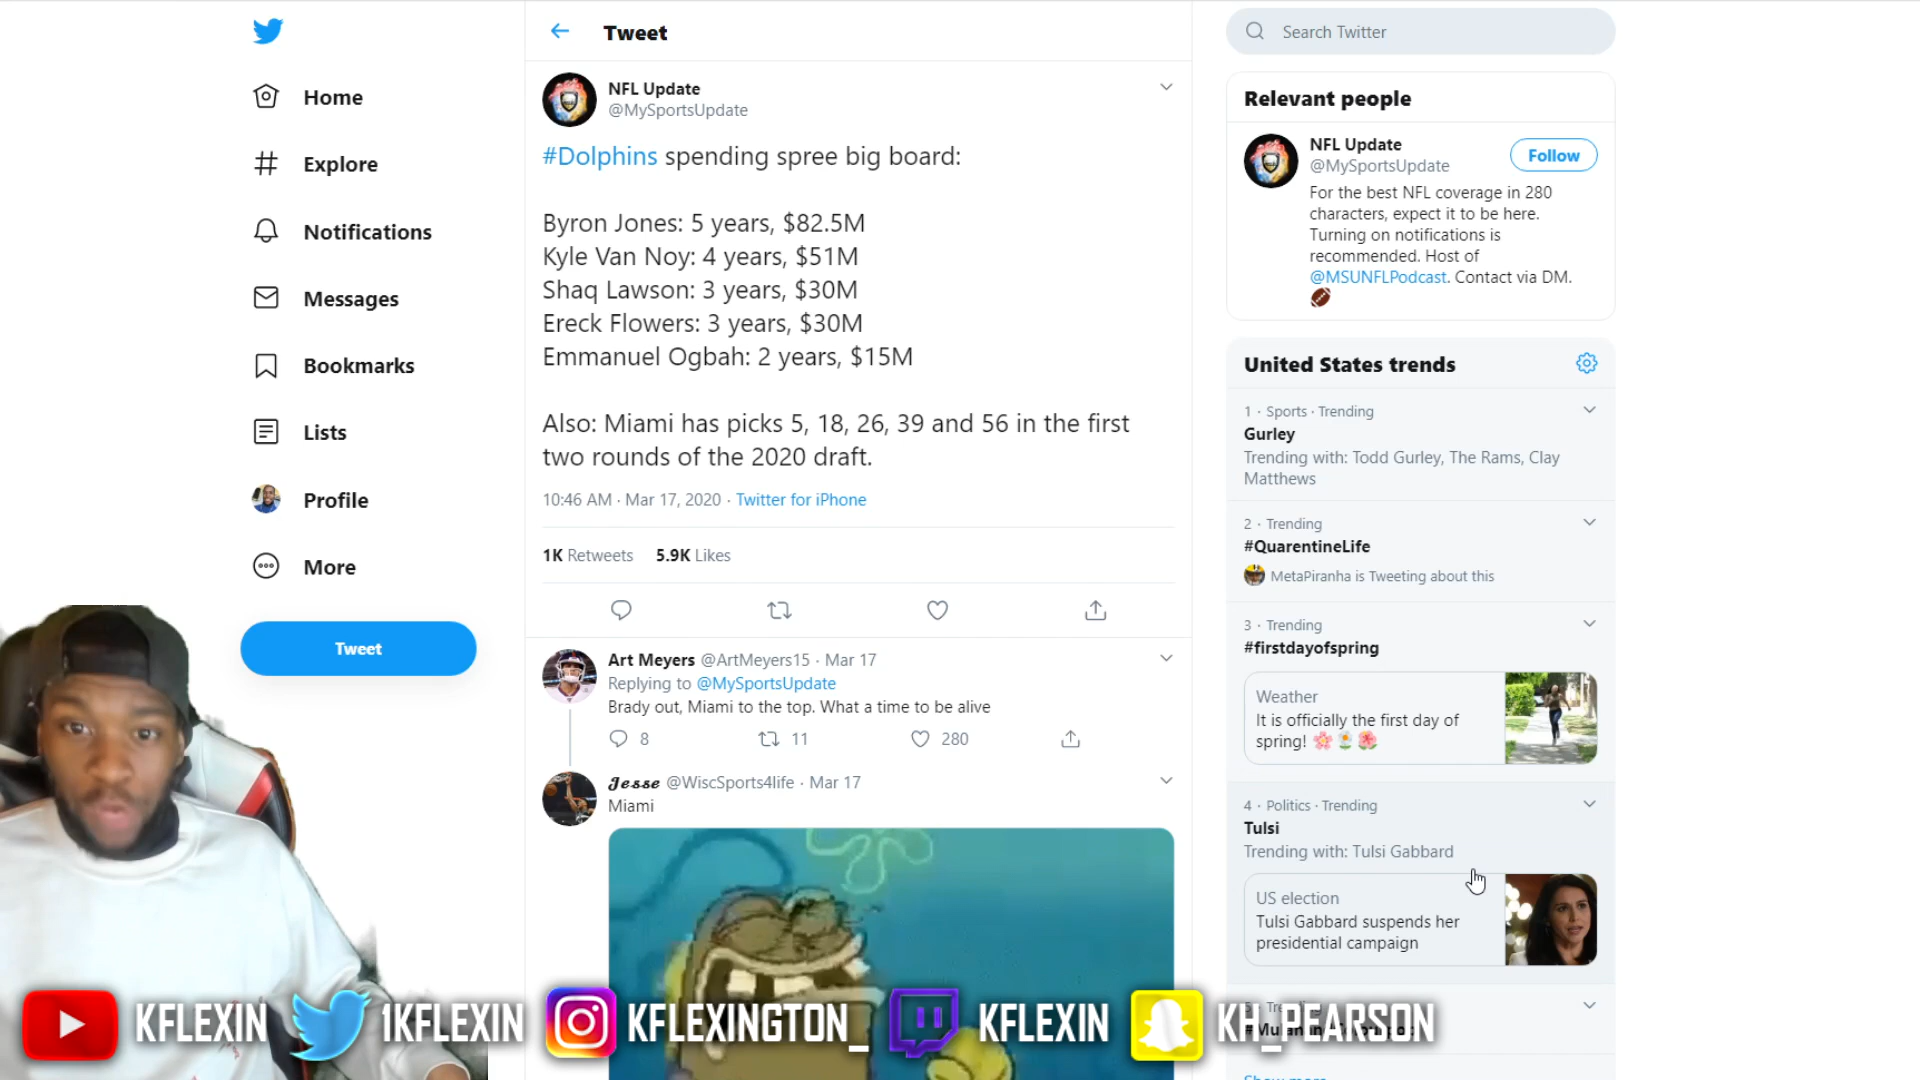 Tweet
Search Twitter
Home
Explore
Notifications
Messages
Bookmarks
Lists
Profile
More
Tweet
NFL Update
@MySportsUpdate
#Dolphins spending spree big board:
Byron Jones: 5 years, $82.5M
Kyle Van Noy: 4 years, $51M
Shaq Lawson: 3 years, $30M
Ereck Flowers: 3 years, $30M
Emmanuel Ogbah: 2 years, $15M
Also: Miami has picks 5, 18, 26, 39 and 56 in the first
two rounds of the 2020 draft.
10:46 AM · Mar 17, 2020 · Twitter for iPhone
1K Retweets 5.9K Likes
Art Meyers @ArtMeyers15 · Mar 17
Replying to @MySportsUpdate
Brady out, Miami to the top. What a time to be alive
8 11 280
Jesse @WiscSports4life · Mar 17
Miami
Relevant people
NFL Update
@MySportsUpdate
Follow
For the best NFL coverage in 280
characters, expect it to be here.
Turning on notifications is
recommended. Host of
@MSUNFLPodcast. Contact via DM.
🏈
United States trends
1 · Sports · Trending
Gurley
Trending with: Todd Gurley, The Rams, Clay
Matthews
2 · Trending
#QuarentineLife
MetaPiranha is Tweeting about this
3 · Trending
#firstdayofspring
Weather
It is officially the first day of
spring! 🌸🌼🌺
4 · Politics · Trending
Tulsi
Trending with: Tulsi Gabbard
US election
Tulsi Gabbard suspends her
presidential campaign
KFLEXIN 1KFLEXIN KFLEXINGTON_ KFLEXIN KH_PEARSON